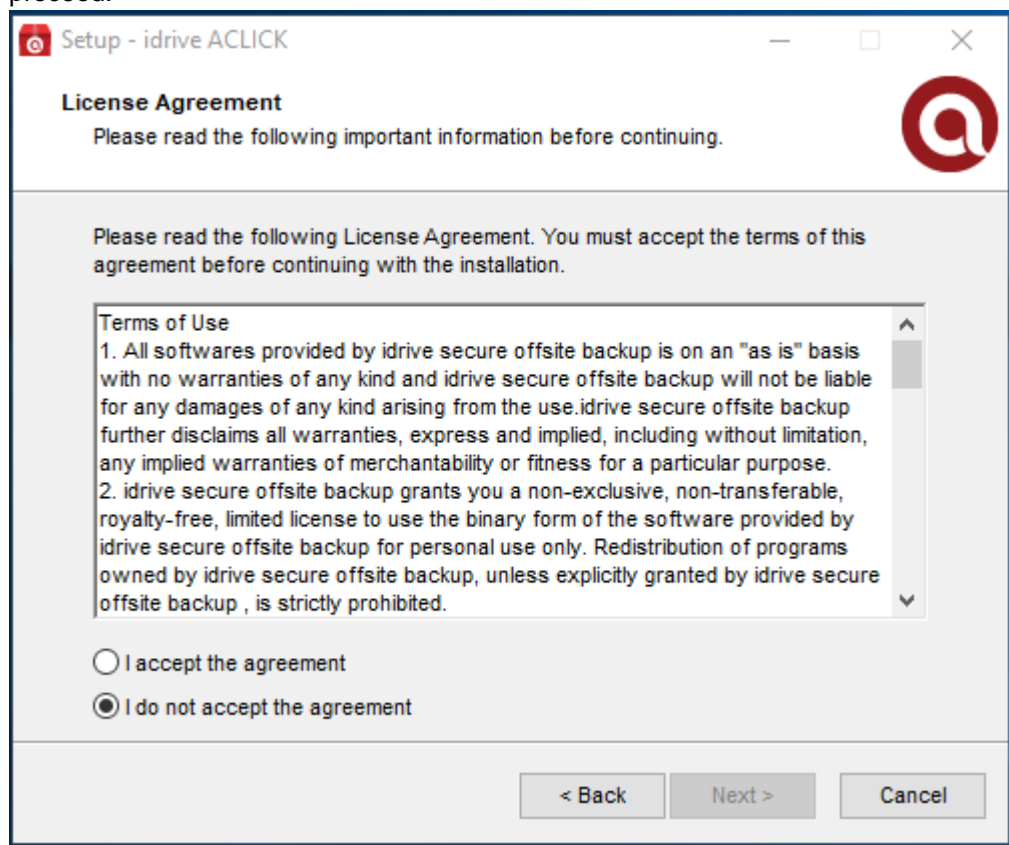 Setup - idrive ACLICK
License Agreement
Please read the following important information before continuing.
Please read the following License Agreement. You must accept the terms of this
agreement before continuing with the installation.
Terms of Use
1. All softwares provided by idrive secure offsite backup is on an "as is" basis
with no warranties of any kind and idrive secure offsite backup will not be liable
for any damages of any kind arising from the use.idrive secure offsite backup
further disclaims all warranties, express and implied, including without limitation,
any implied warranties of merchantability or fitness for a particular purpose.
2. idrive secure offsite backup grants you a non-exclusive, non-transferable,
royalty-free, limited license to use the binary form of the software provided by
idrive secure offsite backup for personal use only. Redistribution of programs
owned by idrive secure offsite backup, unless explicitly granted by idrive secure
offsite backup , is strictly prohibited.
I accept the agreement
I do not accept the agreement
< Back Next > Cancel